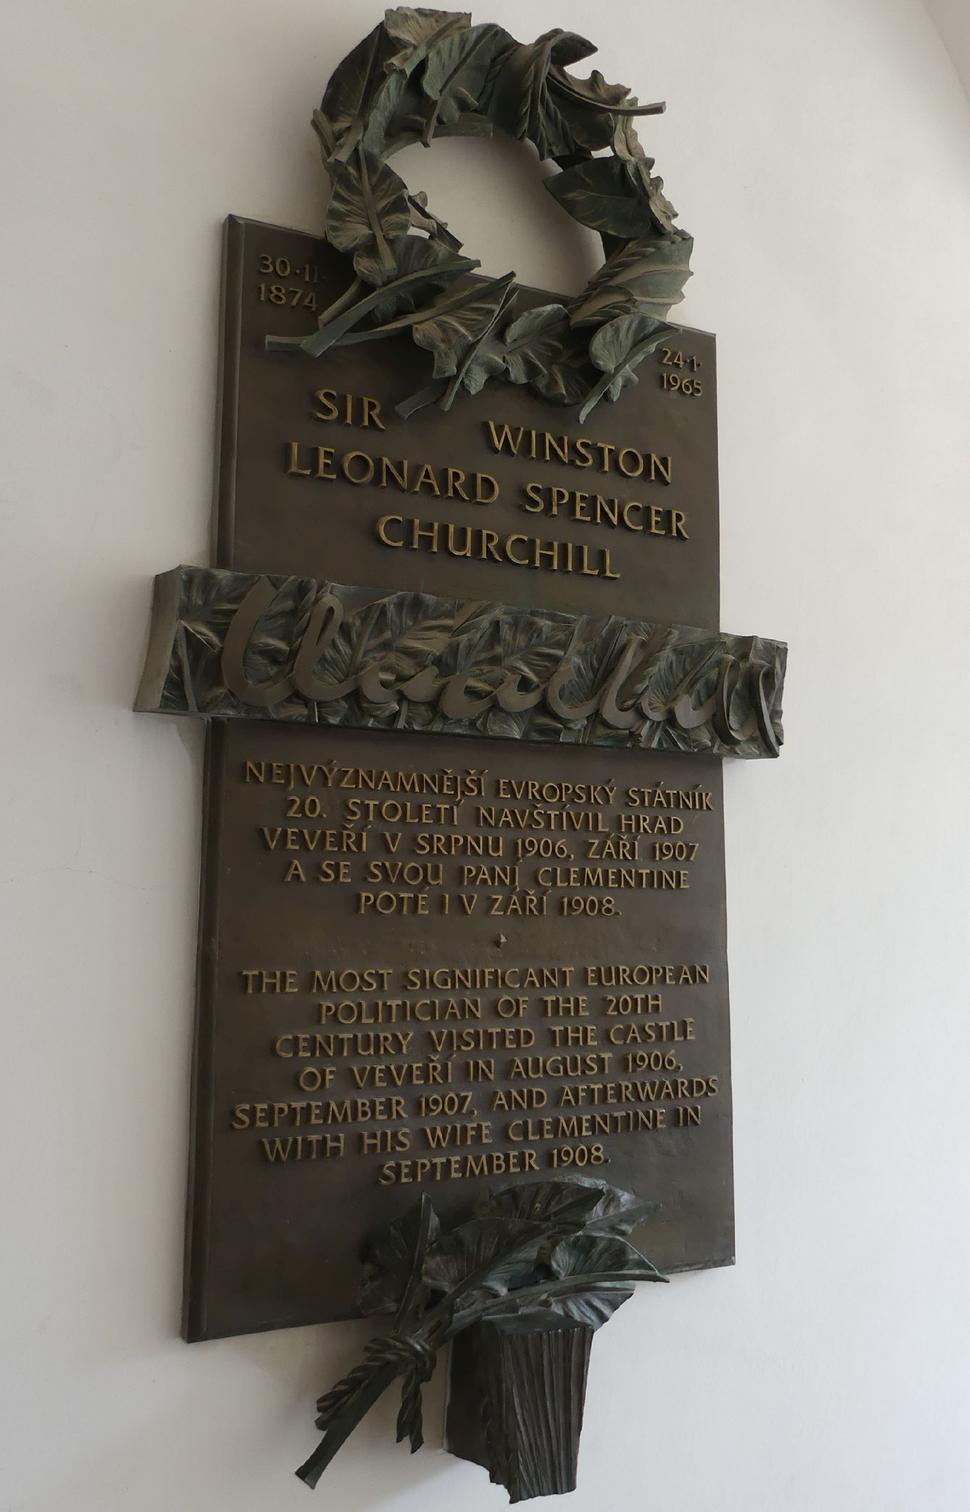 30·11·
1874
24·1·
1965
SIR WINSTON
LEONARD SPENCER
CHURCHILL
NEJVÝZNAMNĚJŠÍ EVROPSKÝ STÁTNÍK
20. STOLETÍ NAVŠTÍVIL HRAD
VEVEŘÍ V SRPNU 1906, ZÁŘÍ 1907
A SE SVOU PANÍ CLEMENTINE
POTÉ I V ZÁŘÍ 1908.
THE MOST SIGNIFICANT EUROPEAN
POLITICIAN OF THE 20TH
CENTURY VISITED THE CASTLE
OF VEVEŘÍ IN AUGUST 1906,
SEPTEMBER 1907, AND AFTERWARDS
WITH HIS WIFE CLEMENTINE IN
SEPTEMBER 1908.